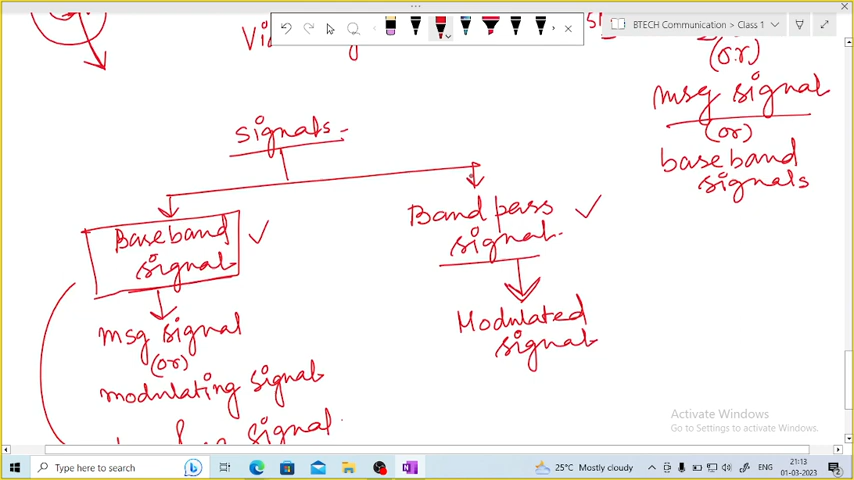 BTECH Communication > Class 1
(or)
msg signal
(or)
baseband
signals
signals
Baseband
signal
Band pass
signal
msg signal
(or)
modulating signal
signal
Modulated
signal
Activate Windows
Go to Settings to activate Windows.
Type here to search
25°C Mostly cloudy
ENG
21:13
01-03-2023
2